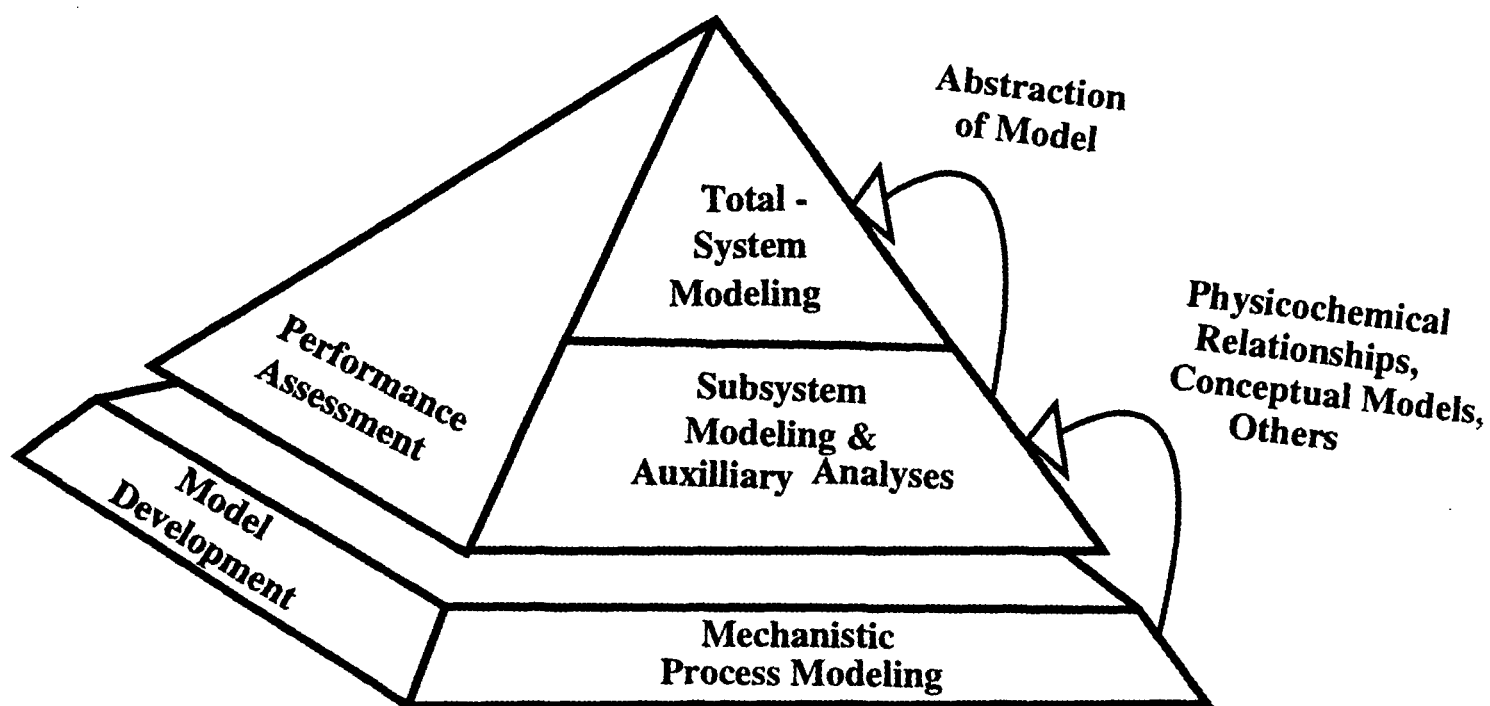 Abstraction
of Model
Total -
System
Modeling
Physicochemical
Relationships,
Conceptual Models,
Others
Performance
Assessment
Subsystem
Modeling &
Auxilliary Analyses
Model
Development
Mechanistic
Process Modeling